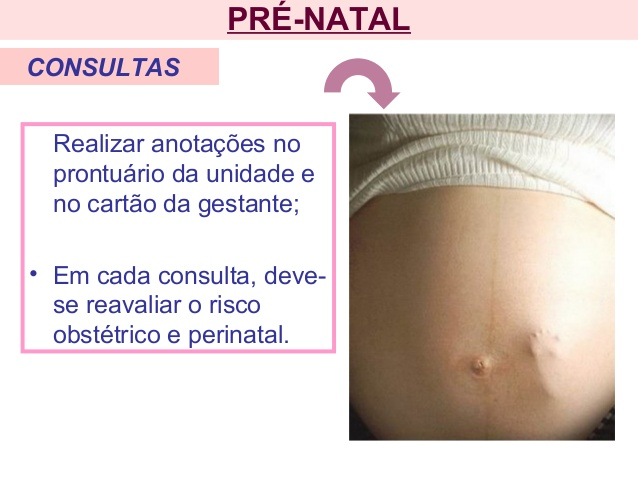 PRÉ-NATAL
CONSULTAS
Realizar anotações no
prontuário da unidade e
no cartão da gestante;
• Em cada consulta, deve-
se reavaliar o risco
obstétrico e perinatal.